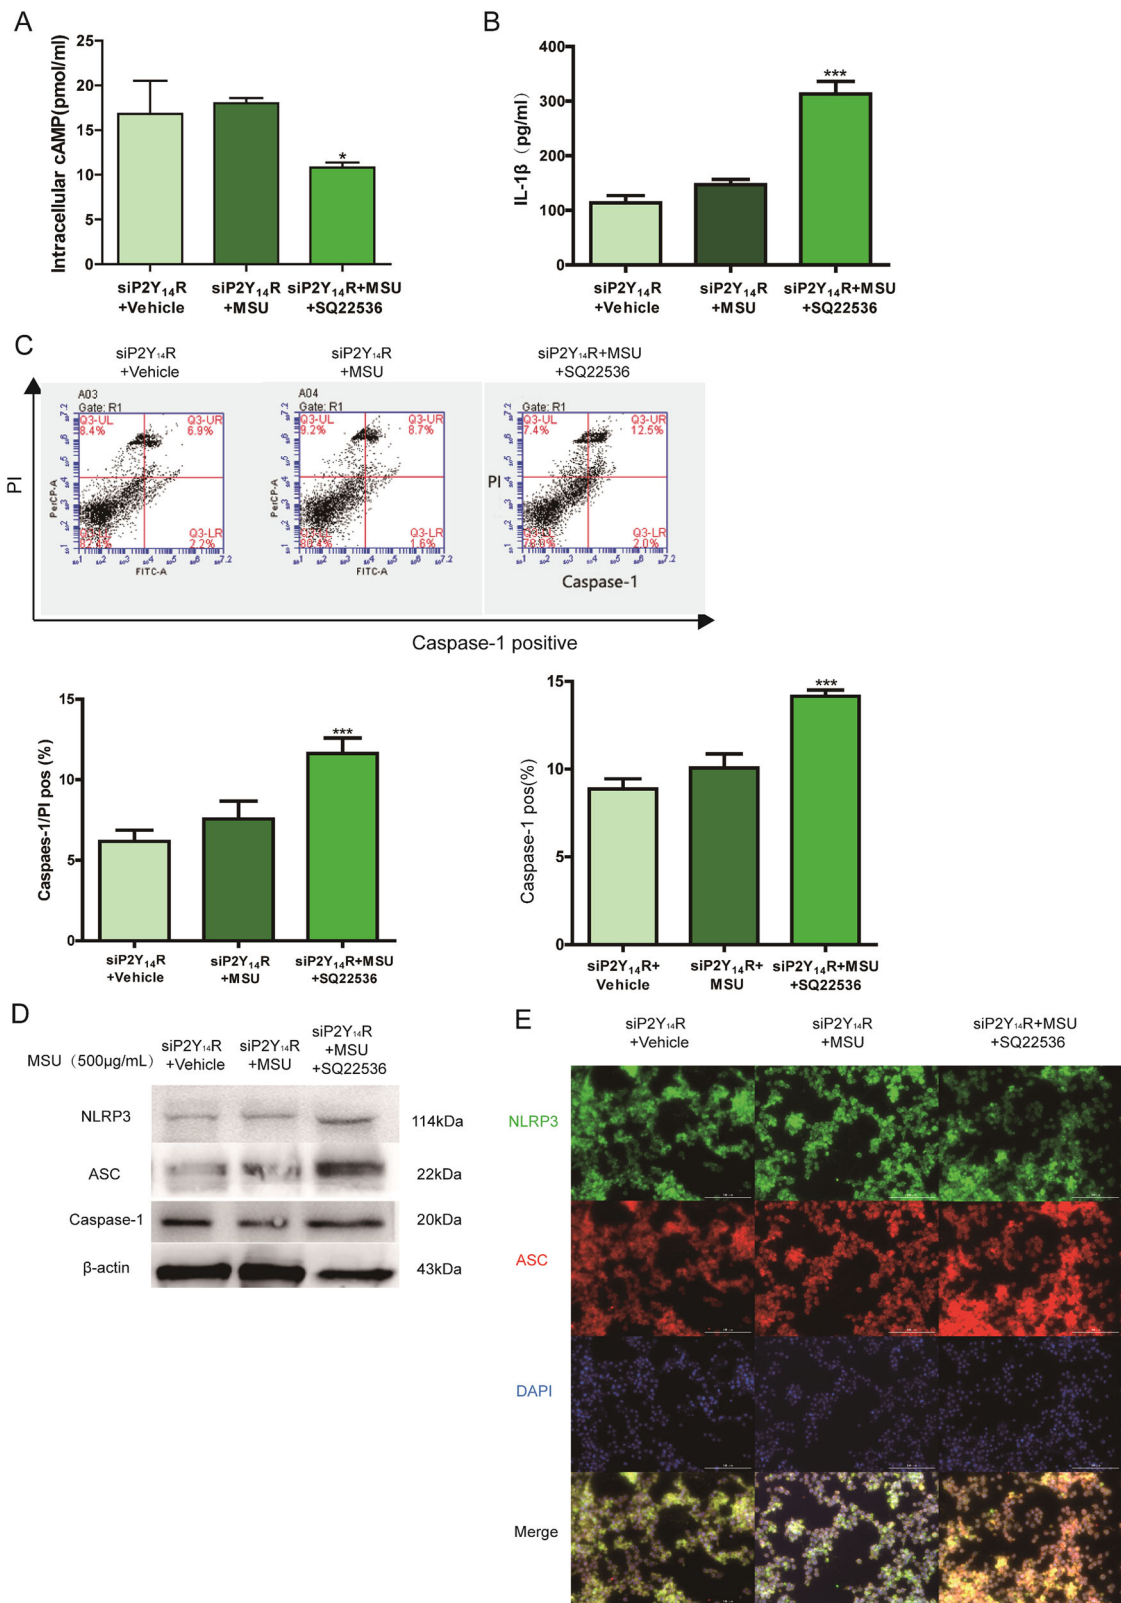 A
25
20
15
10
5
0
Intracellular cAMP(pmol/ml)
*
siP2Y₁₄R
+Vehicle
siP2Y₁₄R
+MSU
siP2Y₁₄R+MSU
+SQ22536
B
400
300
200
100
0
IL-1β （pg/ml）
***
siP2Y₁₄R
+Vehicle
siP2Y₁₄R
+MSU
siP2Y₁₄R+MSU
+SQ22536
C
siP2Y₁₄R
+Vehicle
siP2Y₁₄R
+MSU
siP2Y₁₄R+MSU
+SQ22536
PI
A03
Gate: R1
Q3-UL
8.4%
Q3-UR
6.9%
Q3-LR
2.2%
PerCP-A
FITC-A
A04
Gate: R1
Q3-UL
9.2%
Q3-UR
8.7%
Q3-LR
1.6%
PerCP-A
FITC-A
Gate: R1
Q3-UL
7.4%
Q3-UR
12.5%
Q3-LR
2.0%
PI
Caspase-1
Caspase-1 positive
15
10
5
0
Caspaes-1/PI pos (%)
***
siP2Y₁₄R
+Vehicle
siP2Y₁₄R
+MSU
siP2Y₁₄R+MSU
+SQ22536
15
10
5
0
Caspase-1 pos(%)
***
siP2Y₁₄R+
Vehicle
siP2Y₁₄R+
MSU
siP2Y₁₄R+MSU
+SQ22536
D
MSU（500μg/mL）
siP2Y₁₄R
+Vehicle
siP2Y₁₄R
+MSU
siP2Y₁₄R
+MSU
+SQ22536
NLRP3
114kDa
ASC
22kDa
Caspase-1
20kDa
β-actin
43kDa
E
siP2Y₁₄R
+Vehicle
siP2Y₁₄R
+MSU
siP2Y₁₄R+MSU
+SQ22536
NLRP3
ASC
DAPI
Merge